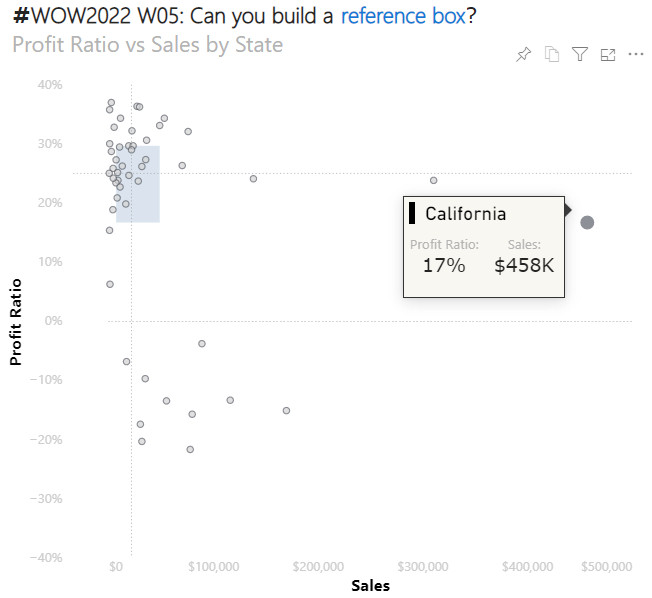 #WOW2022 W05: Can you build a reference box?
Profit Ratio vs Sales by State
40%
30%
20%
10%
0%
−10%
−20%
−30%
−40%
Profit Ratio
California
Profit Ratio: Sales:
17% $458K
$0 $100,000 $200,000 $300,000 $400,000 $500,000
Sales